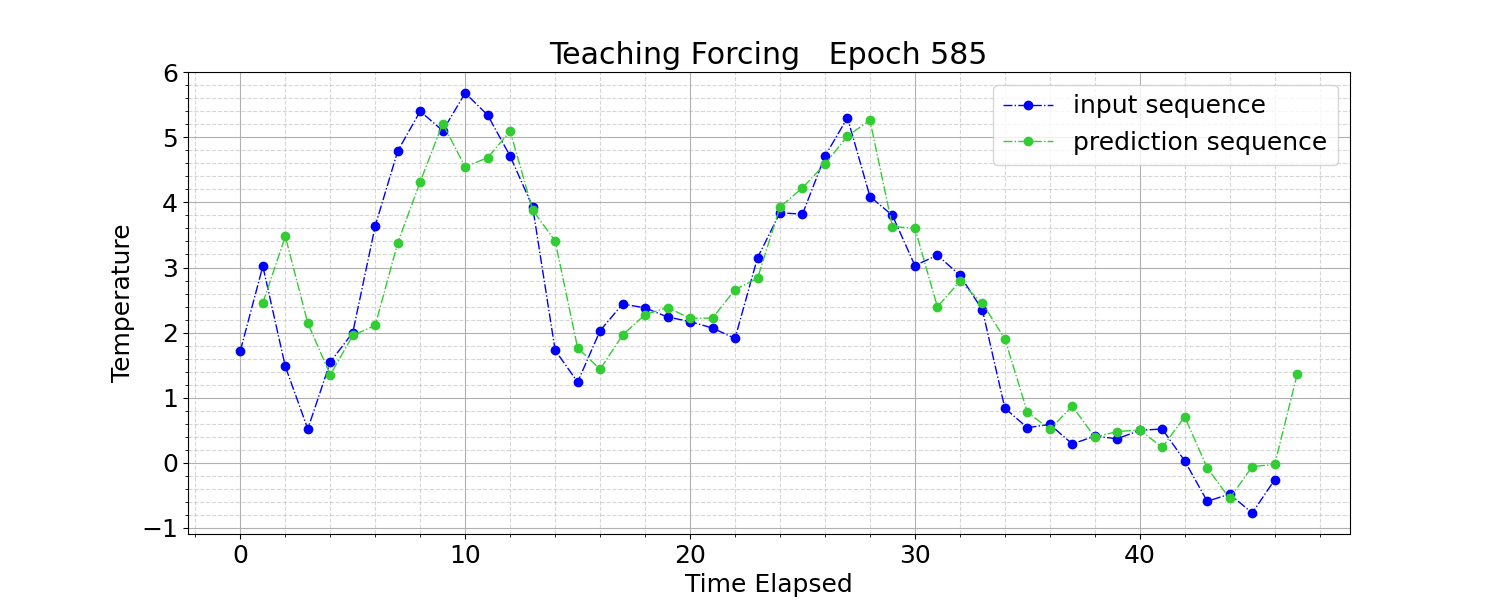 Teaching Forcing   Epoch 585
6
5
4
3
2
1
0
−1
Temperature
input sequence
prediction sequence
0 10 20 30 40
Time Elapsed